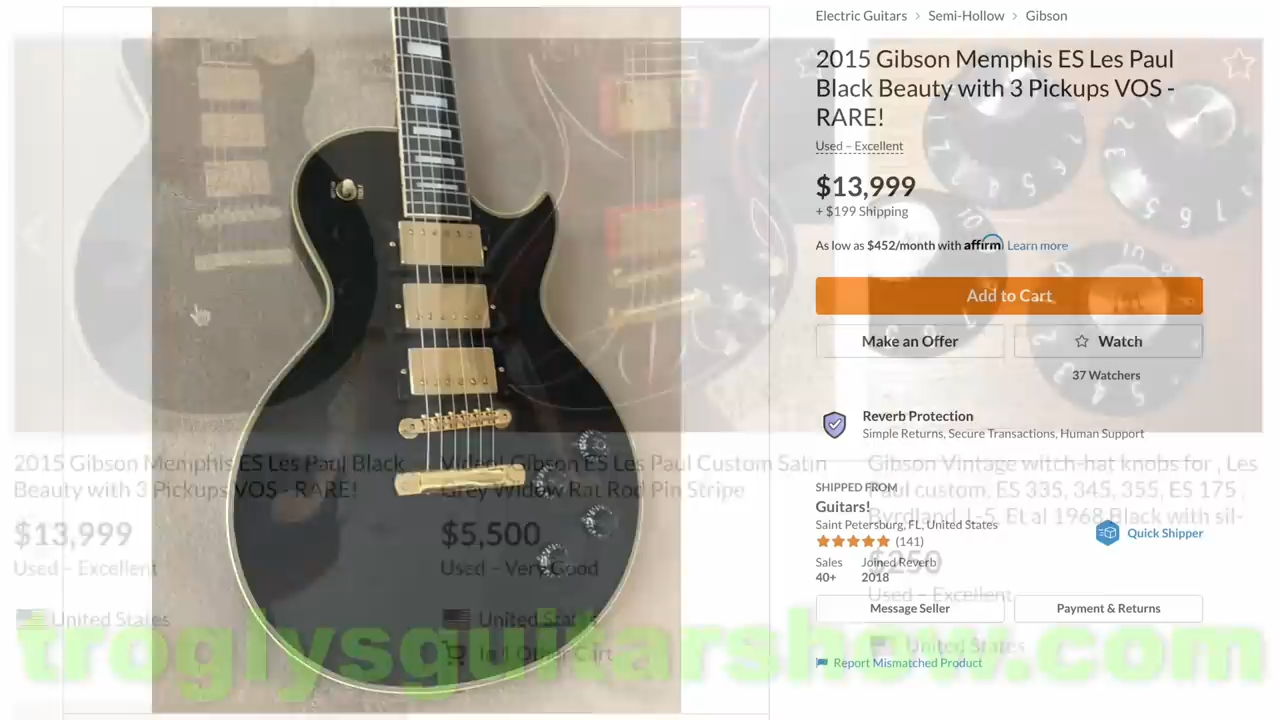 Electric Guitars > Semi-Hollow > Gibson
2015 Gibson Memphis ES Les Paul
Black Beauty with 3 Pickups VOS -
RARE!
Used – Excellent
$13,999
+ $199 Shipping
As low as $452/month with affirm. Learn more
Add to Cart
Make an Offer
Watch
37 Watchers
Reverb Protection
Simple Returns, Secure Transactions, Human Support
SHIPPED FROM
Guitars!
Saint Petersburg, FL, United States
(141)
Quick Shipper
Sales
Joined Reverb
40+
2018
Message Seller
Payment & Returns
Report Mismatched Product
2015 Gibson Memphis ES Les Paul Black
Beauty with 3 Pickups VOS - RARE!
$13,999
Used – Excellent
United States
Video! Gibson ES Les Paul Custom Satin
Grey Widow Rat Rod Pin Stripe
$5,500
Used – Very Good
United States
In 1 Other Cart
Gibson Vintage witch-hat knobs for , Les
Paul custom, ES 335, 345, 355, ES 175 ,
Byrdland, L-5, Et al 1968 Black with sil-
$250
Used – Excellent
United States
troglysguitarshow.com